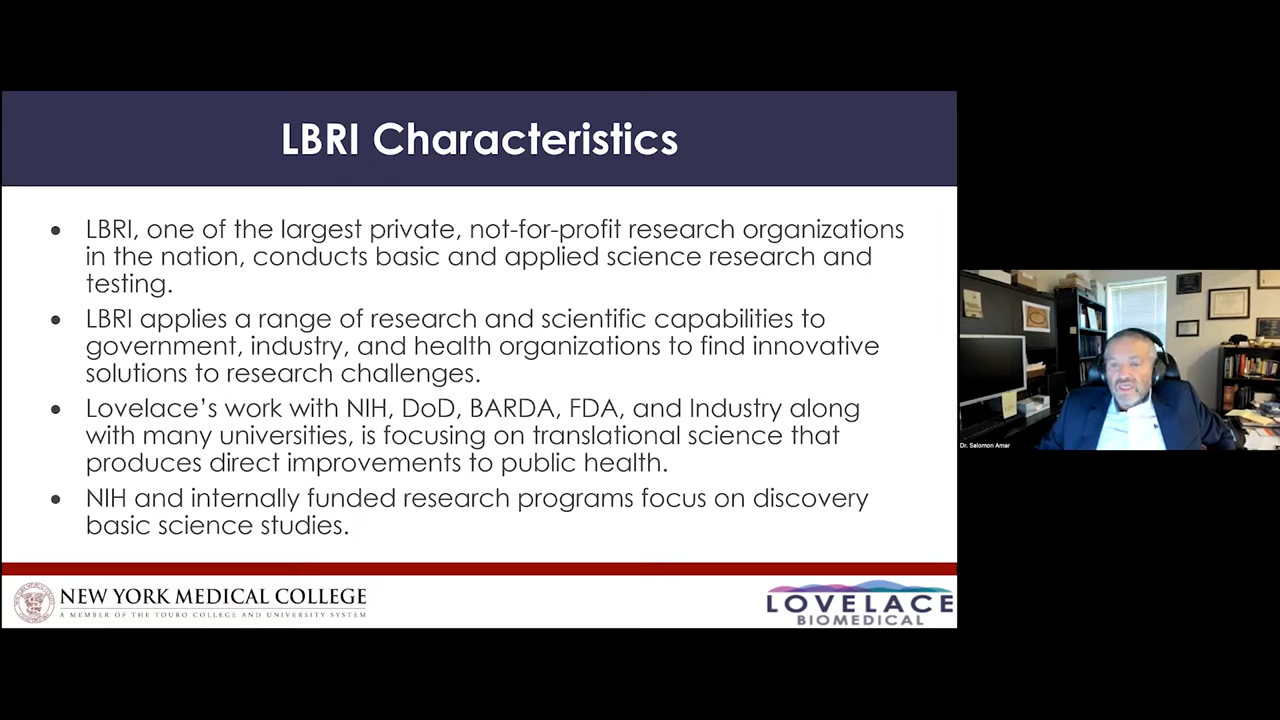 LBRI Characteristics
• LBRI, one of the largest private, not-for-profit research organizations
in the nation, conducts basic and applied science research and
testing.
• LBRI applies a range of research and scientific capabilities to
government, industry, and health organizations to find innovative
solutions to research challenges.
• Lovelace’s work with NIH, DoD, BARDA, FDA, and Industry along
with many universities, is focusing on translational science that
produces direct improvements to public health.
• NIH and internally funded research programs focus on discovery
basic science studies.
NEW YORK MEDICAL COLLEGE
A MEMBER OF THE TOURO COLLEGE AND UNIVERSITY SYSTEM
LOVELACE
BIOMEDICAL
Dr. Salomon Amar